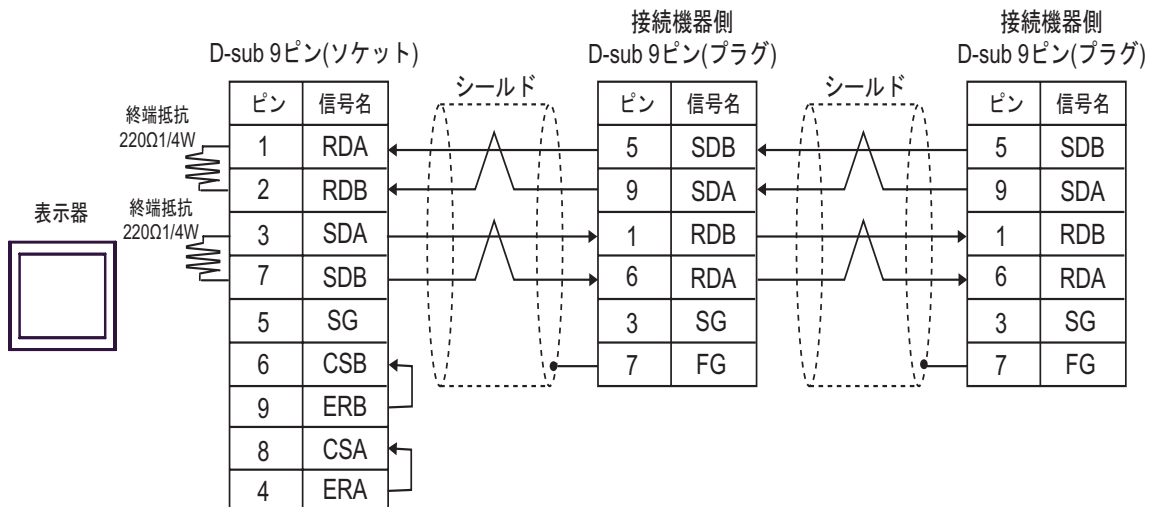 接続機器側
接続機器側
D-sub 9ピン(ソケット)
D-sub 9ピン(プラグ)
D-sub 9ピン(プラグ)
シールド
シールド
終端抵抗
220Ω1/4W
終端抵抗
220Ω1/4W
表示器
ピン 信号名
1 RDA
2 RDB
3 SDA
7 SDB
5 SG
6 CSB
9 ERB
8 CSA
4 ERA
ピン 信号名
5 SDB
9 SDA
1 RDB
6 RDA
3 SG
7 FG
ピン 信号名
5 SDB
9 SDA
1 RDB
6 RDA
3 SG
7 FG